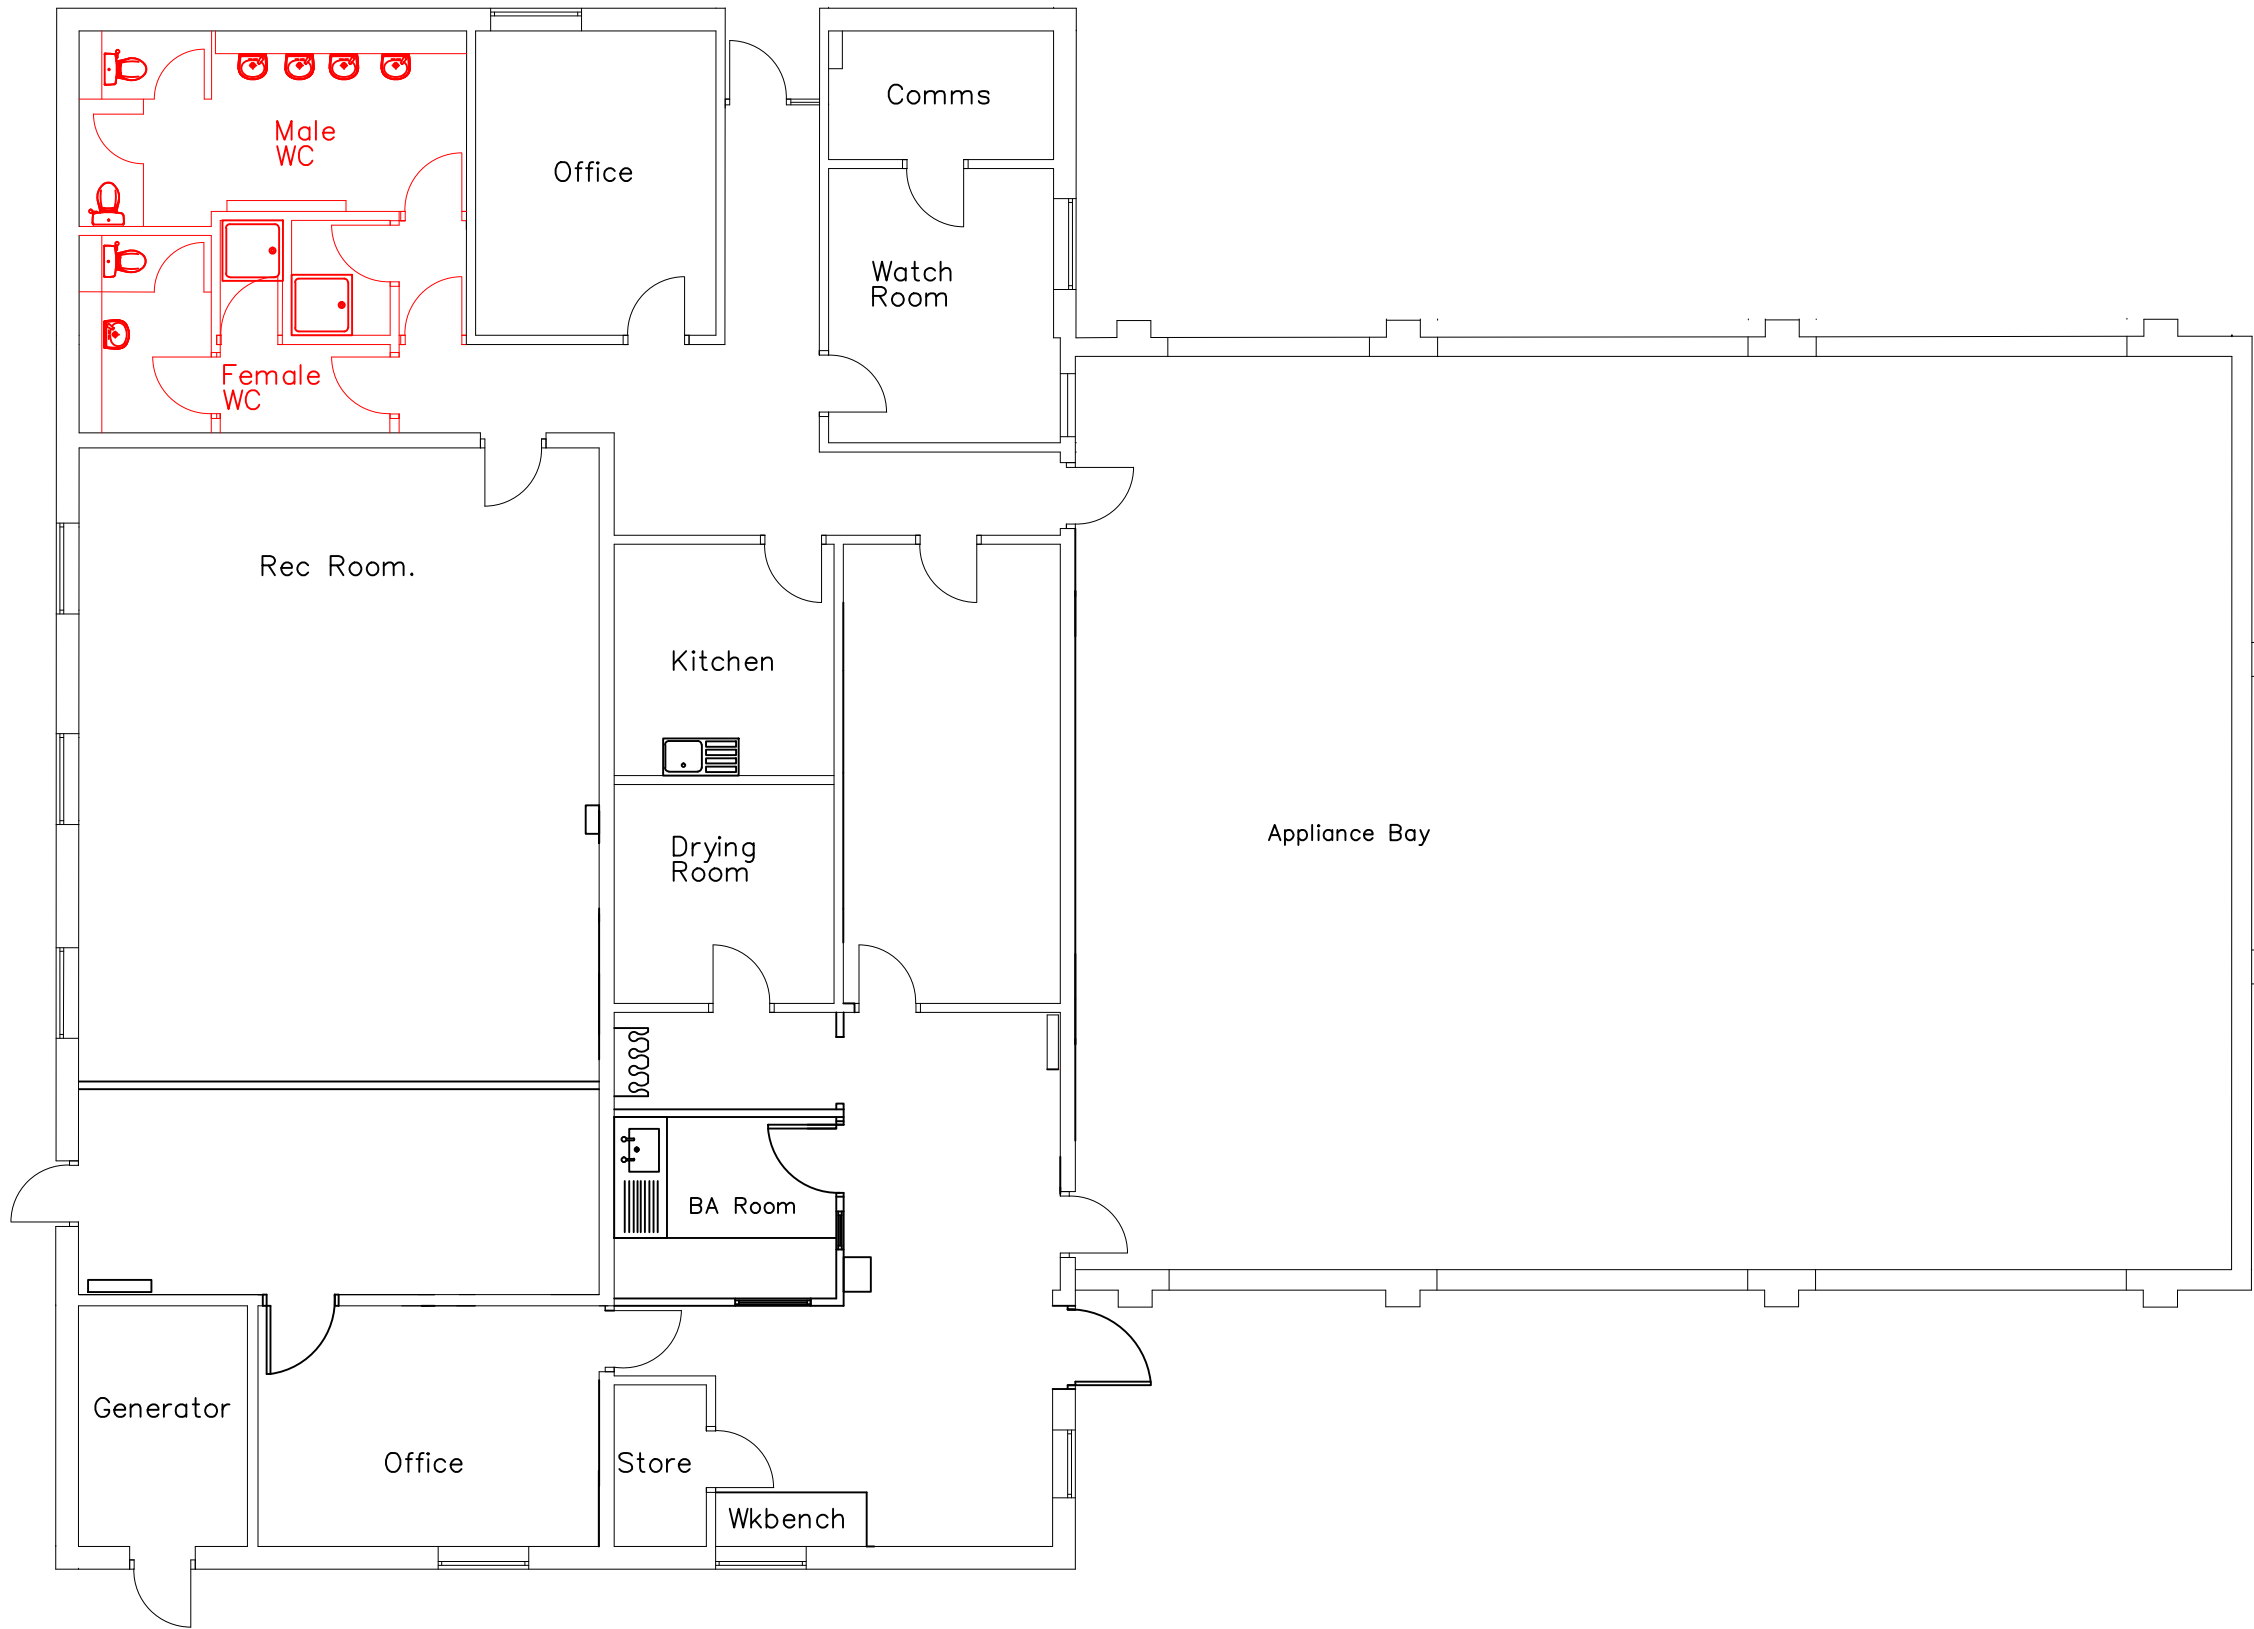 Comms
Male
WC
Office
Watch
Room
Female
WC
Rec Room.
Kitchen
Appliance Bay
Drying
Room
BA Room
Generator
Office
Store
Wkbench